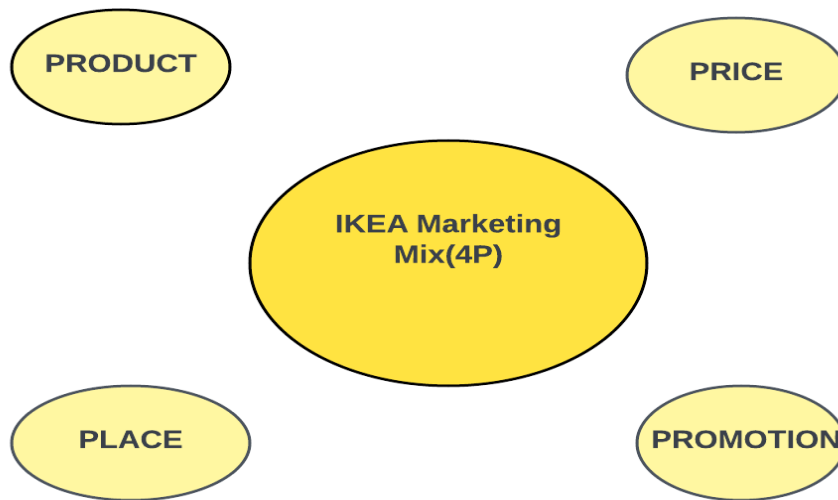 PRODUCT
PRICE
IKEA Marketing
Mix(4P)
PLACE
PROMOTION